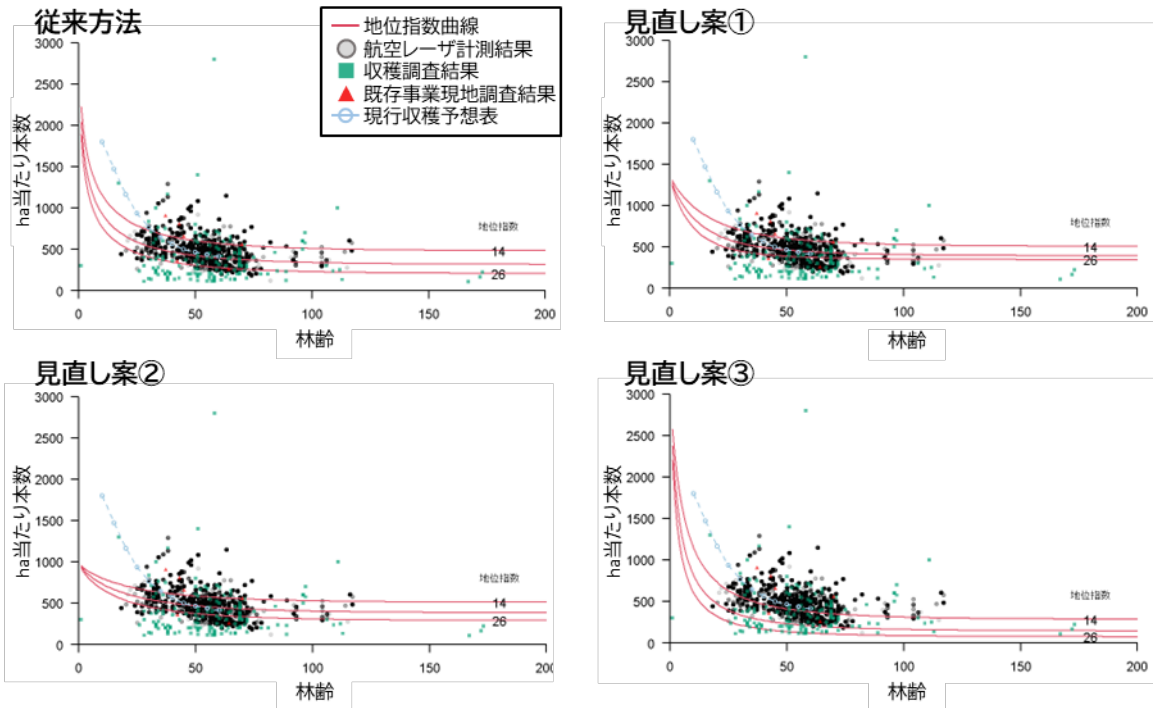 従来方法
地位指数曲線
航空レーザ計測結果
収穫調査結果
既存事業現地調査結果
現行収穫予想表
ha当たり本数
3000
2500
2000
1500
1000
500
0
地位指数
14
26
0 50 100 150 200
林齢
見直し案①
ha当たり本数
3000
2500
2000
1500
1000
500
0
地位指数
14
26
0 50 100 150 200
林齢
見直し案②
ha当たり本数
3000
2500
2000
1500
1000
500
0
地位指数
14
26
0 50 100 150 200
林齢
見直し案③
ha当たり本数
3000
2500
2000
1500
1000
500
0
地位指数
14
26
0 50 100 150 200
林齢